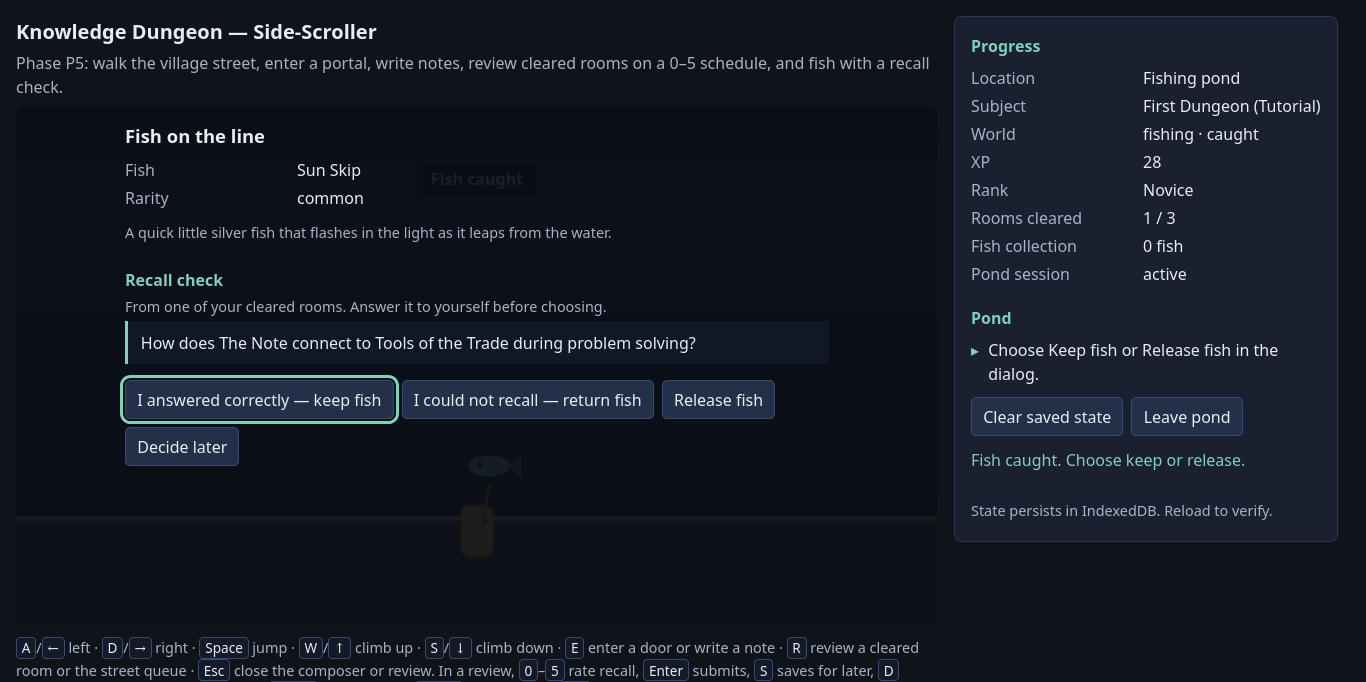 Knowledge Dungeon — Side-Scroller
Phase P5: walk the village street, enter a portal, write notes, review cleared rooms on a 0–5 schedule, and fish with a recall
check.
Fish on the line
Fish Sun Skip
Rarity common
Fish caught
A quick little silver fish that flashes in the light as it leaps from the water.
Recall check
From one of your cleared rooms. Answer it to yourself before choosing.
How does The Note connect to Tools of the Trade during problem solving?
I answered correctly — keep fish I could not recall — return fish Release fish
Decide later
A/← left · D/→ right · Space jump · W/↑ climb up · S/↓ climb down · E enter a door or write a note · R review a cleared
room or the street queue · Esc close the composer or review. In a review, 0–5 rate recall, Enter submits, S saves for later, D
Progress
Location Fishing pond
Subject First Dungeon (Tutorial)
World fishing · caught
XP 28
Rank Novice
Rooms cleared 1 / 3
Fish collection 0 fish
Pond session active
Pond
▸ Choose Keep fish or Release fish in the
dialog.
Clear saved state Leave pond
Fish caught. Choose keep or release.
State persists in IndexedDB. Reload to verify.